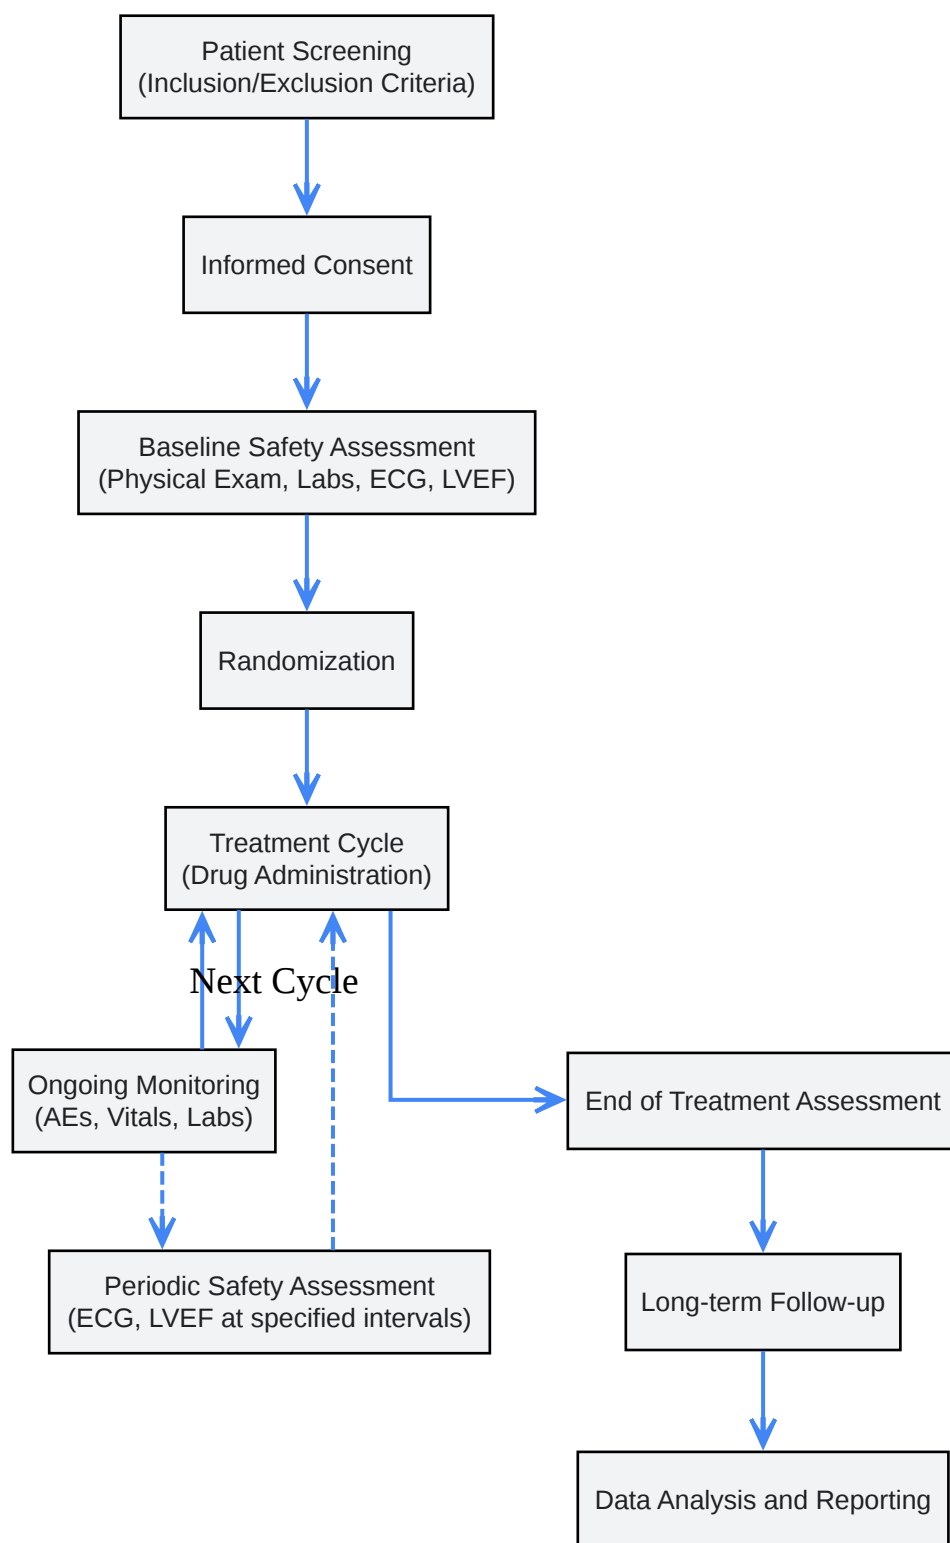 Patient Screening
(Inclusion/Exclusion Criteria)
Informed Consent
Baseline Safety Assessment
(Physical Exam, Labs, ECG, LVEF)
Randomization
Treatment Cycle
(Drug Administration)
Next Cycle
Ongoing Monitoring
(AEs, Vitals, Labs)
End of Treatment Assessment
Periodic Safety Assessment
(ECG, LVEF at specified intervals)
Long-term Follow-up
Data Analysis and Reporting